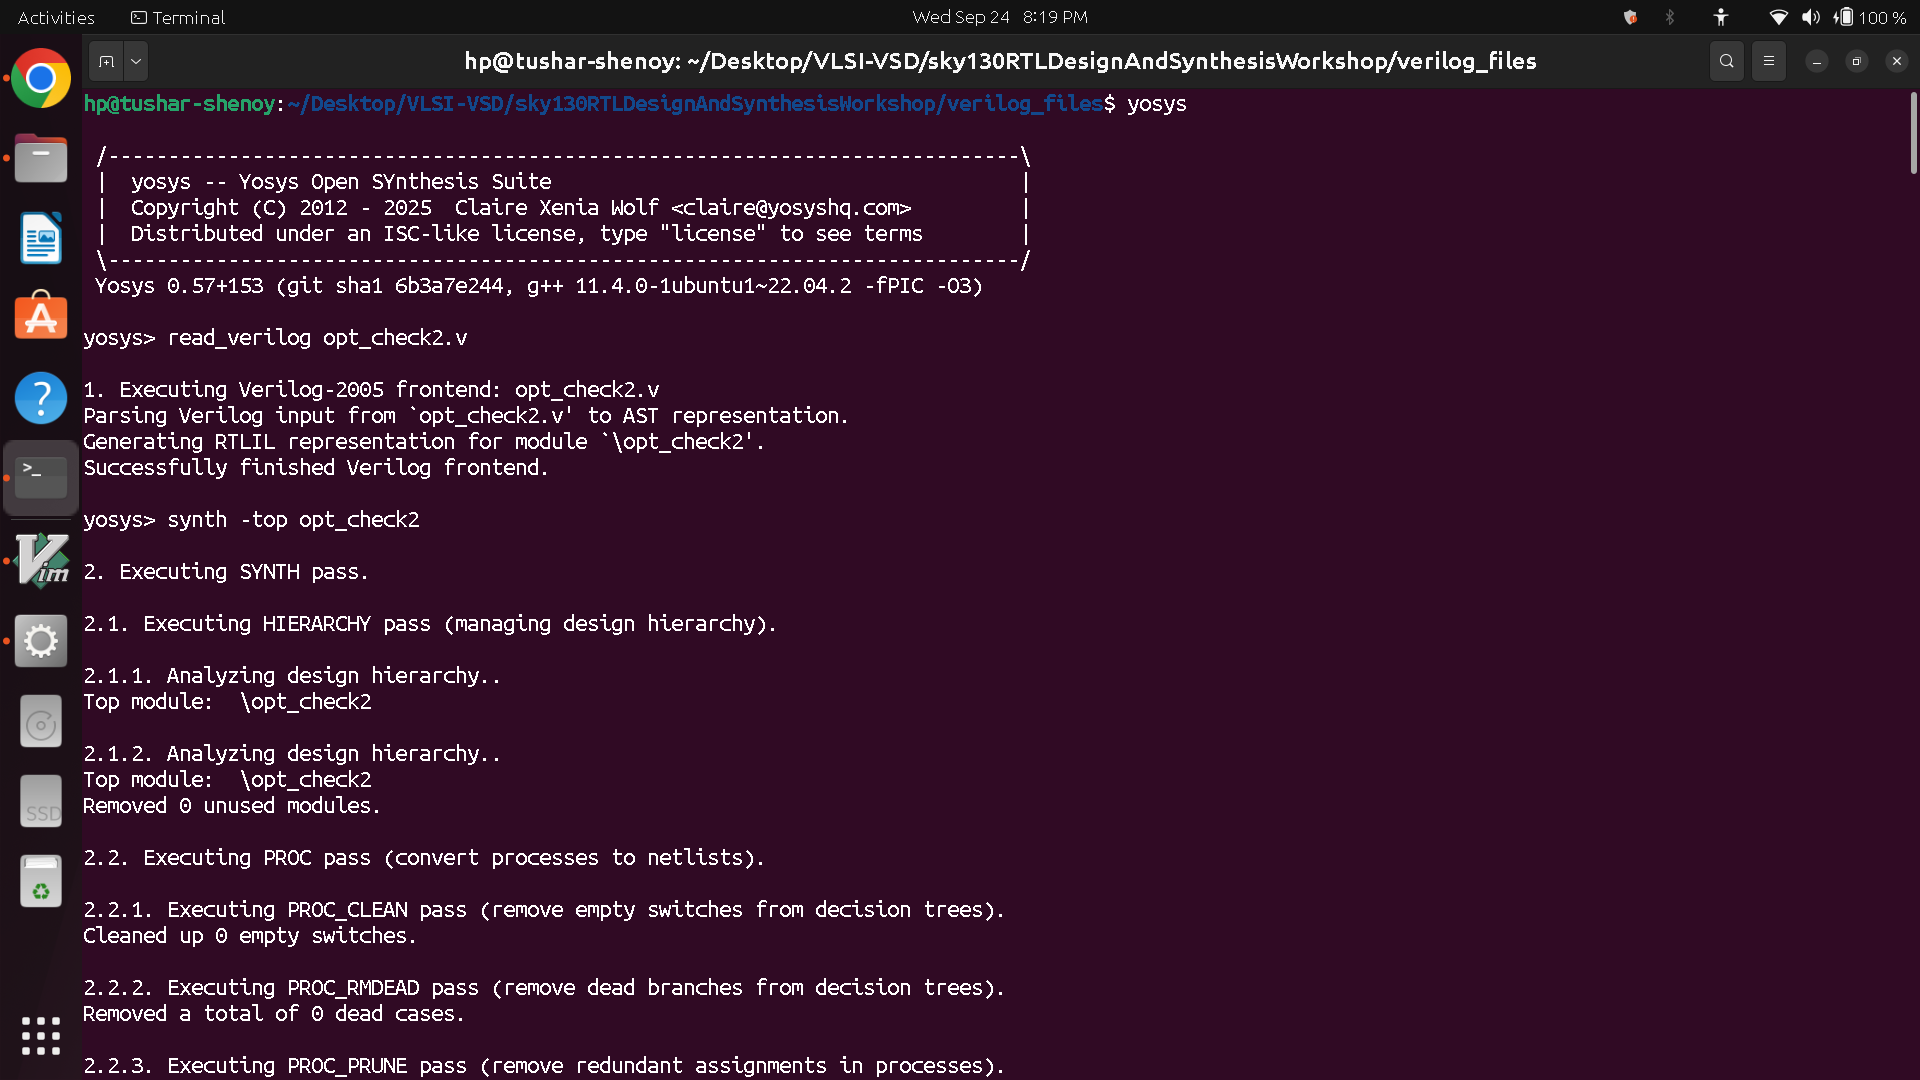 Activities
Terminal
Wed Sep 24 8:19 PM
100 %
hp@tushar-shenoy: ~/Desktop/VLSI-VSD/sky130RTLDesignAndSynthesisWorkshop/verilog_files
hp@tushar-shenoy:~/Desktop/VLSI-VSD/sky130RTLDesignAndSynthesisWorkshop/verilog_files$ yosys
/----------------------------------------------------------------------------\
| yosys -- Yosys Open SYnthesis Suite |
| Copyright (C) 2012 - 2025 Claire Xenia Wolf <claire@yosyshq.com> |
| Distributed under an ISC-like license, type "license" to see terms |
\----------------------------------------------------------------------------/
Yosys 0.57+153 (git sha1 6b3a7e244, g++ 11.4.0-1ubuntu1~22.04.2 -fPIC -O3)
yosys> read_verilog opt_check2.v
1. Executing Verilog-2005 frontend: opt_check2.v
Parsing Verilog input from `opt_check2.v' to AST representation.
Generating RTLIL representation for module `\opt_check2'.
Successfully finished Verilog frontend.
yosys> synth -top opt_check2
2. Executing SYNTH pass.
2.1. Executing HIERARCHY pass (managing design hierarchy).
2.1.1. Analyzing design hierarchy..
Top module:  \opt_check2
2.1.2. Analyzing design hierarchy..
Top module:  \opt_check2
Removed 0 unused modules.
2.2. Executing PROC pass (convert processes to netlists).
2.2.1. Executing PROC_CLEAN pass (remove empty switches from decision trees).
Cleaned up 0 empty switches.
2.2.2. Executing PROC_RMDEAD pass (remove dead branches from decision trees).
Removed a total of 0 dead cases.
2.2.3. Executing PROC_PRUNE pass (remove redundant assignments in processes).
Vim
SSD